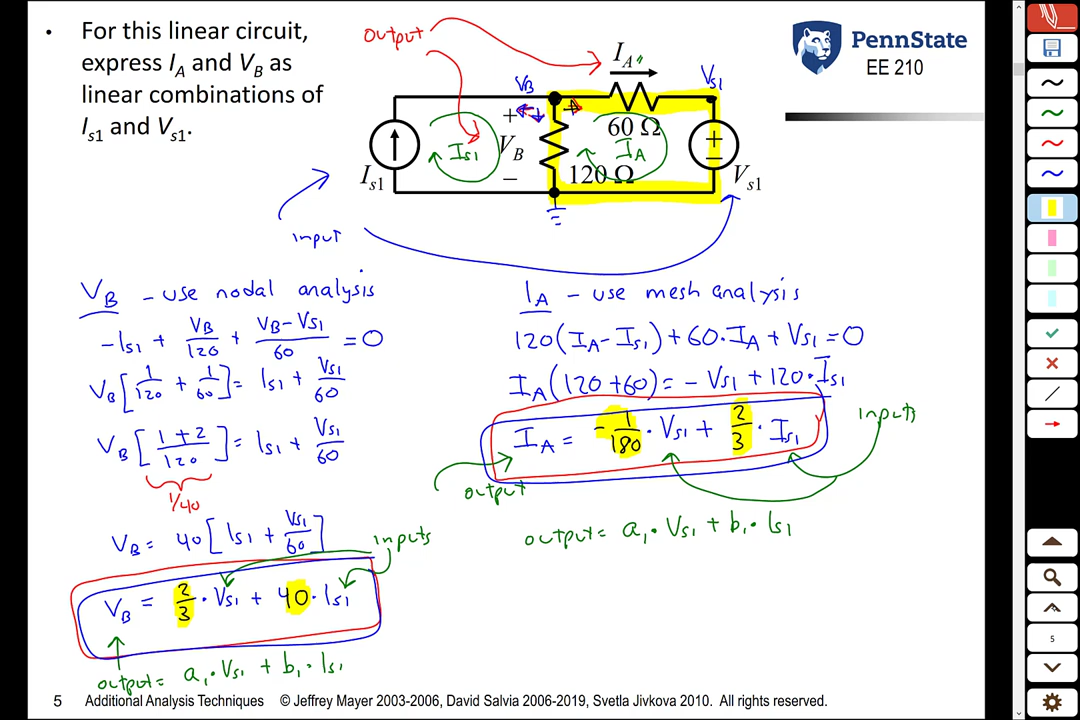 • For this linear circuit,
express I_A and V_B as
linear combinations of
I_s1 and V_s1.
output
I_A
V_B
V_S1
PennState
EE 210
60 Ω
+
V_B
−
I_S1
I_A
120 Ω
+
−
I_s1
V_s1
input
V_B - use nodal analysis
-I_S1 + V_B/120 + (V_B - V_S1)/60 = 0
V_B [1/120 + 1/60] = I_S1 + V_S1/60
V_B [(1+2)/120] = I_S1 + V_S1/60
1/40
V_B = 40 [I_S1 + V_S1/60]
inputs
V_B = 2/3 · V_S1 + 40 · I_S1
output = a₁ · V_S1 + b₁ · I_S1
I_A - use mesh analysis
120 (I_A - I_S1) + 60 · I_A + V_S1 = 0
I_A (120 + 60) = - V_S1 + 120 · I_S1
inputs
I_A = - 1/180 · V_S1 + 2/3 · I_S1
output
output = a₁ · V_S1 + b₁ · I_S1
5 Additional Analysis Techniques © Jeffrey Mayer 2003-2006, David Salvia 2006-2019, Svetla Jivkova 2010. All rights reserved.
5